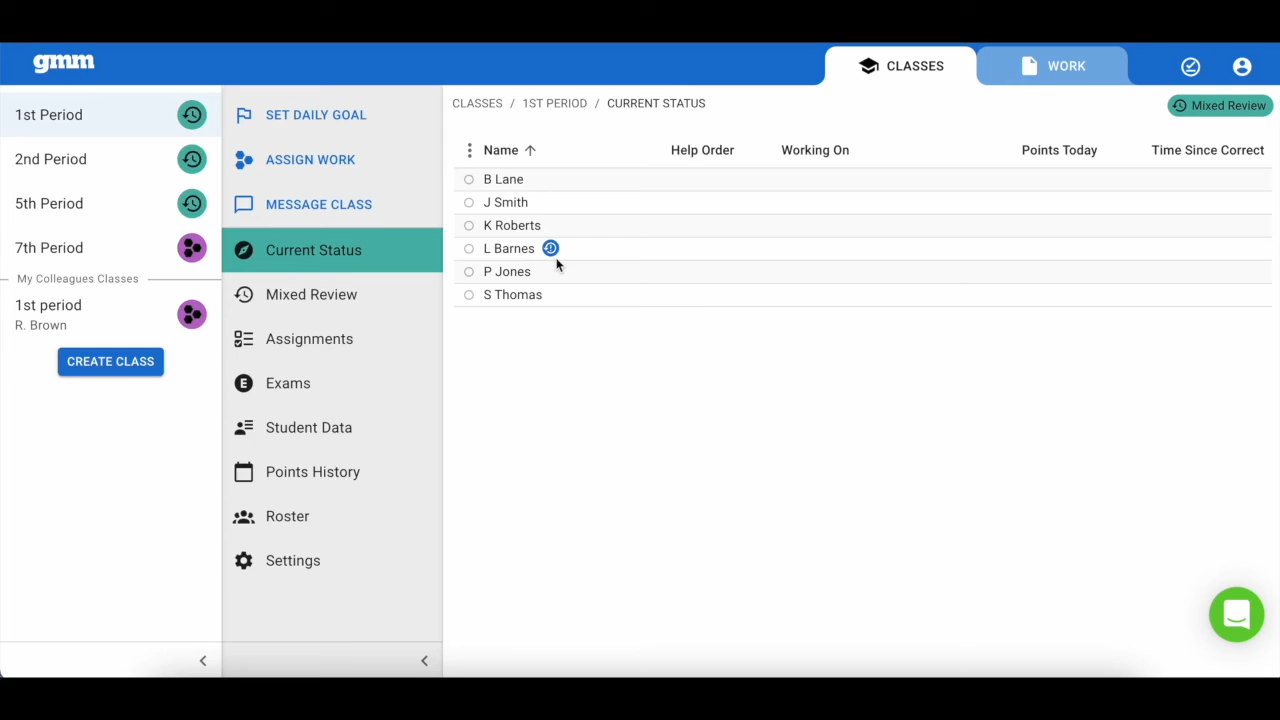 gmm
CLASSES
WORK
1st Period
2nd Period
5th Period
7th Period
My Colleagues Classes
1st period
R. Brown
CREATE CLASS
SET DAILY GOAL
ASSIGN WORK
MESSAGE CLASS
Current Status
Mixed Review
Assignments
E Exams
Student Data
Points History
Roster
Settings
CLASSES / 1ST PERIOD / CURRENT STATUS
Mixed Review
Name Help Order Working On Points Today Time Since Correct
B Lane
J Smith
K Roberts
L Barnes
P Jones
S Thomas